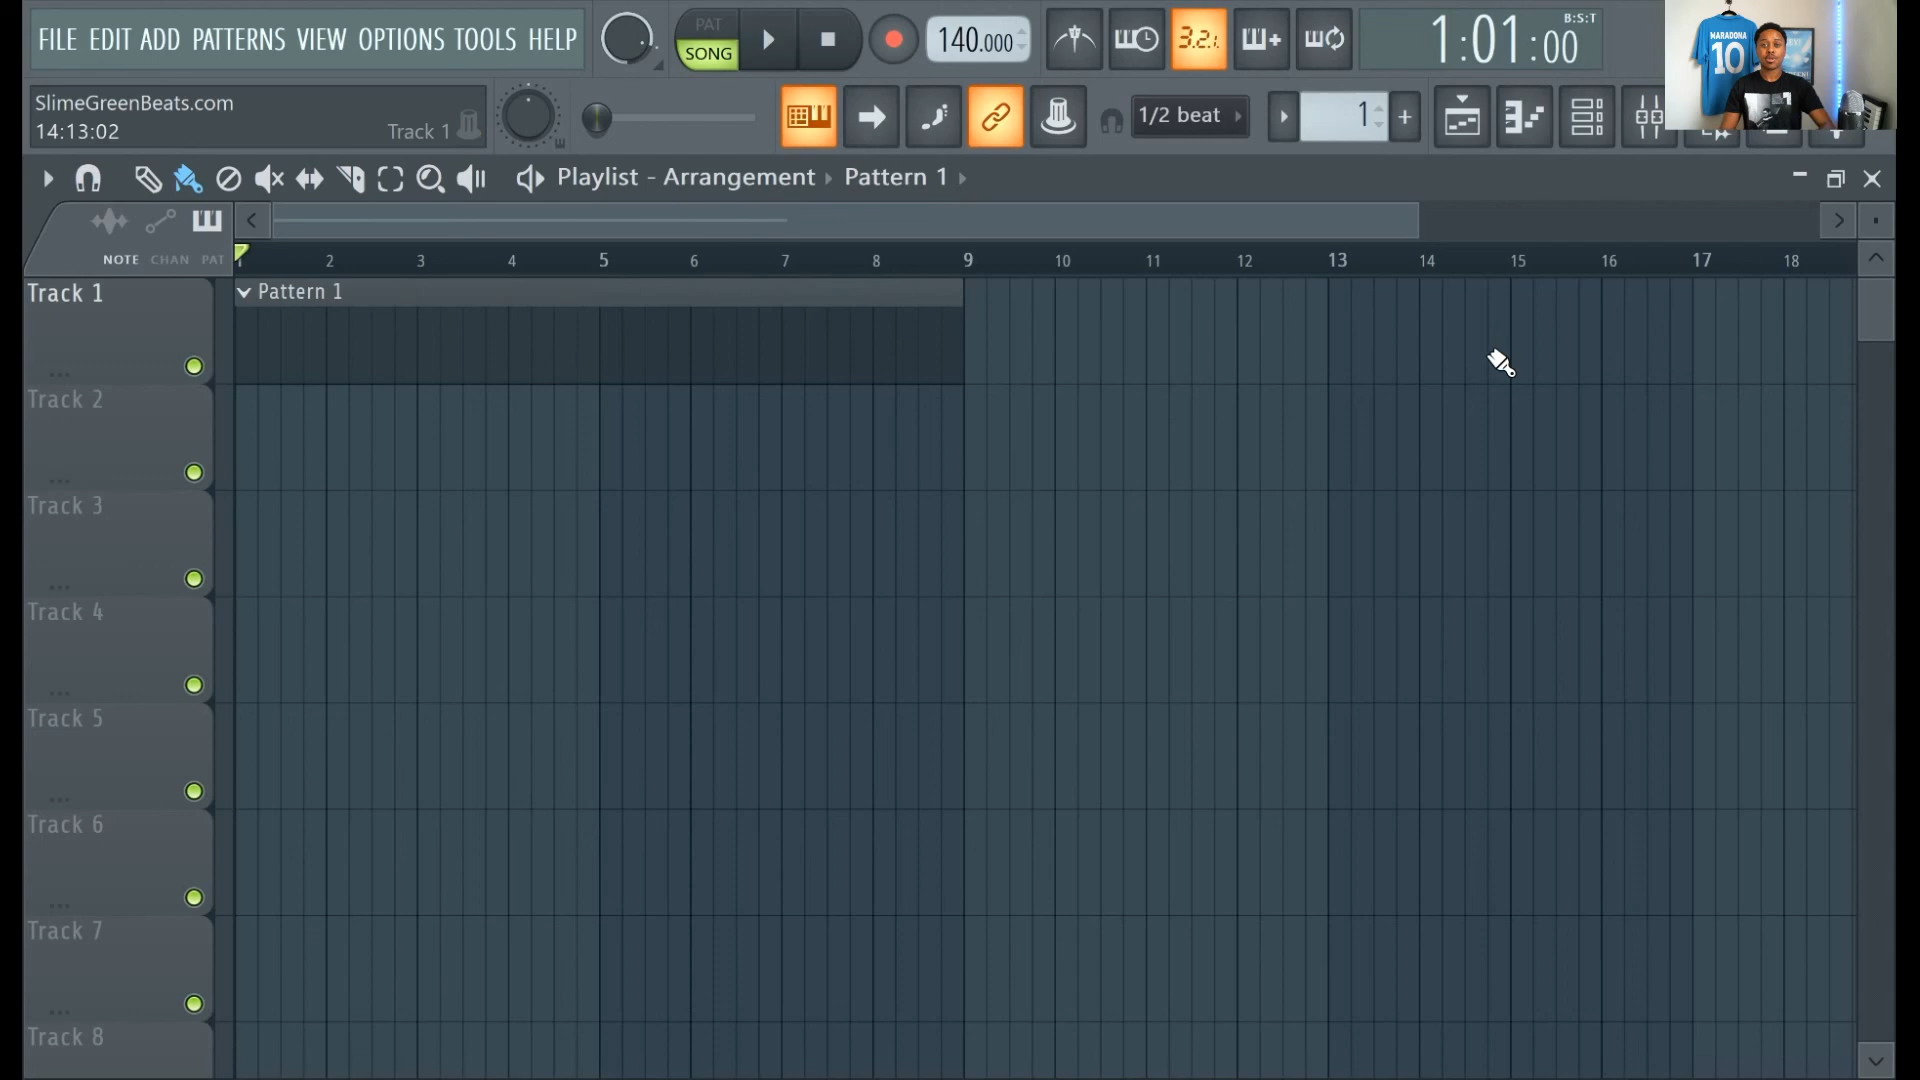 FILE EDIT ADD PATTERNS VIEW OPTIONS TOOLS HELP
PAT
SONG
140.000
3.2.1.
B:S:T
1:01:00
MARADONA
10
SlimeGreenBeats.com
14:13:02
Track 1
1/2 beat
1
Playlist - Arrangement Pattern 1
NOTE CHAN PAT
1 2 3 4 5 6 7 8 9 10 11 12 13 14 15 16 17 18
Track 1
Pattern 1
Track 2
Track 3
Track 4
Track 5
Track 6
Track 7
Track 8